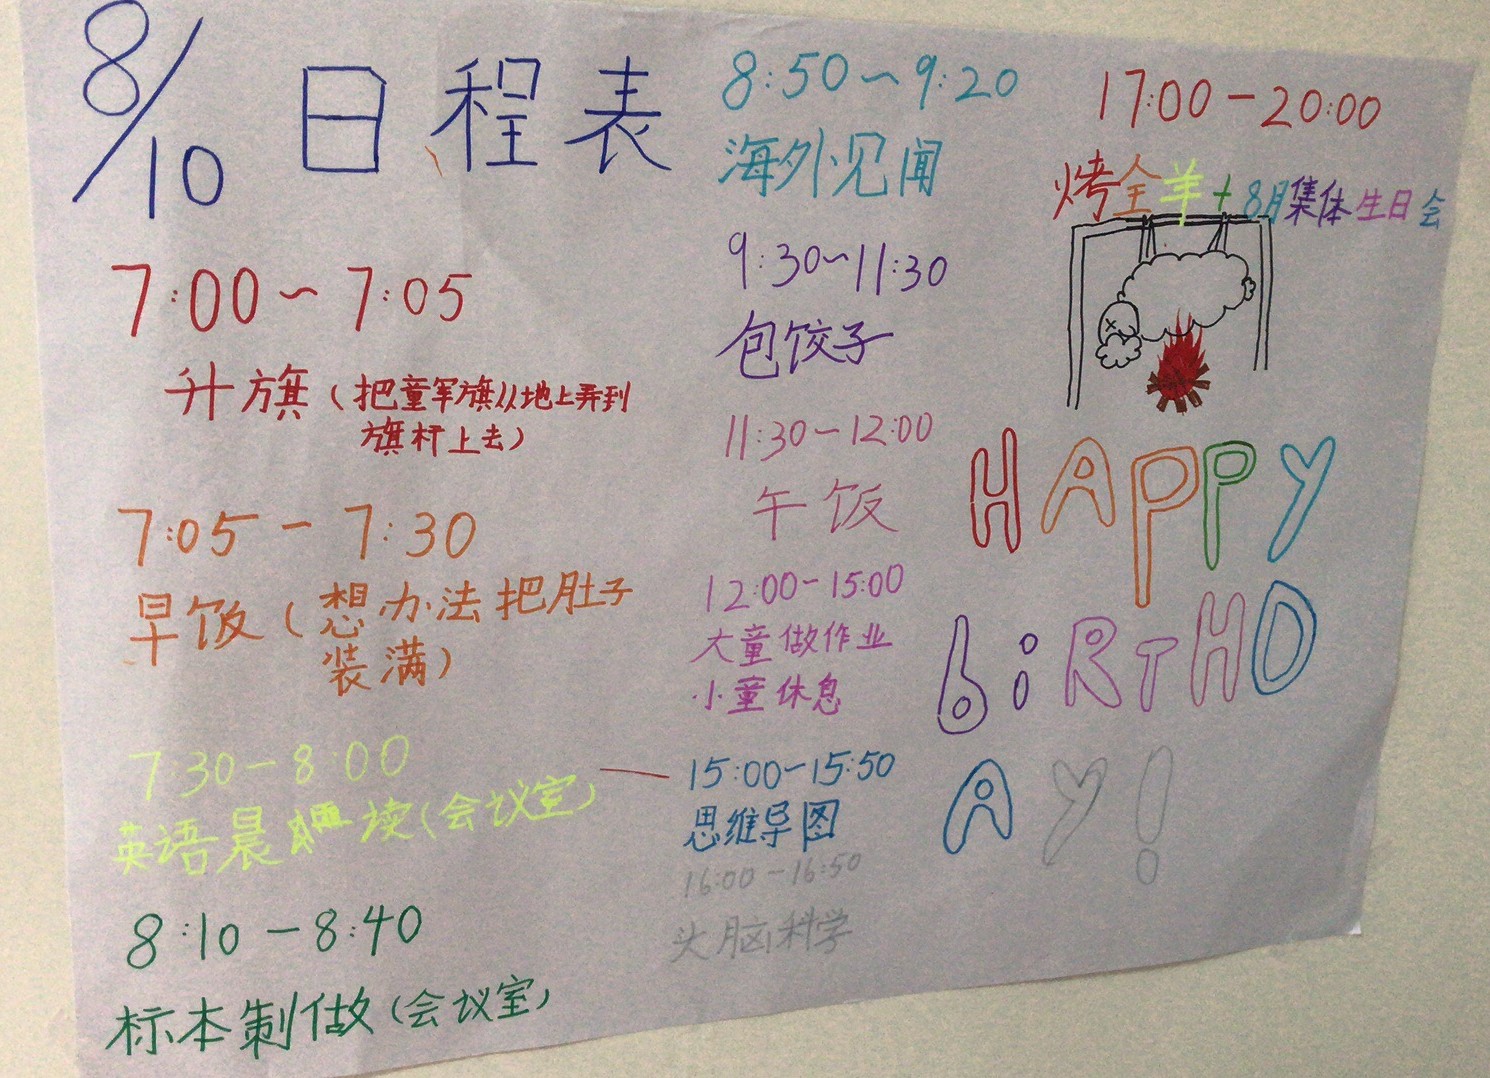 8/10 日程表
7:00~7:05
升旗(把童军旗从地上弄到
旗杆上去)
7:05-7:30
早饭(想办法把肚子
装满)
7:30-8:00
英语晨读(会议室)
8:10-8:40
标本制做(会议室)
8:50~9:20
海外见闻
9:30~11:30
包饺子
11:30-12:00
午饭
12:00-15:00
大童做作业
小童休息
15:00-15:50
思维导图
16:00-16:50
头脑科学
17:00-20:00
烤全羊+8月集体生日会
HAPPY
biRTHD
AY!